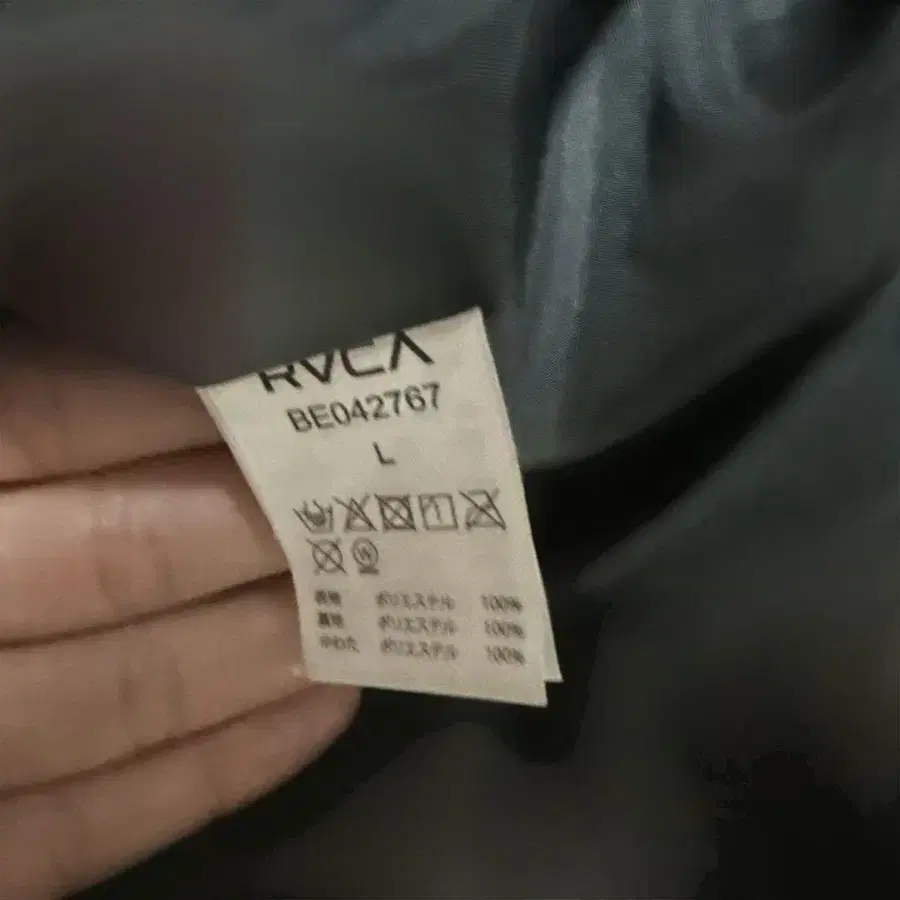 RVCA
BE042767
L
W
表地 ポリエステル 100%
裏地 ポリエステル 100%
中わた ポリエステル 100%